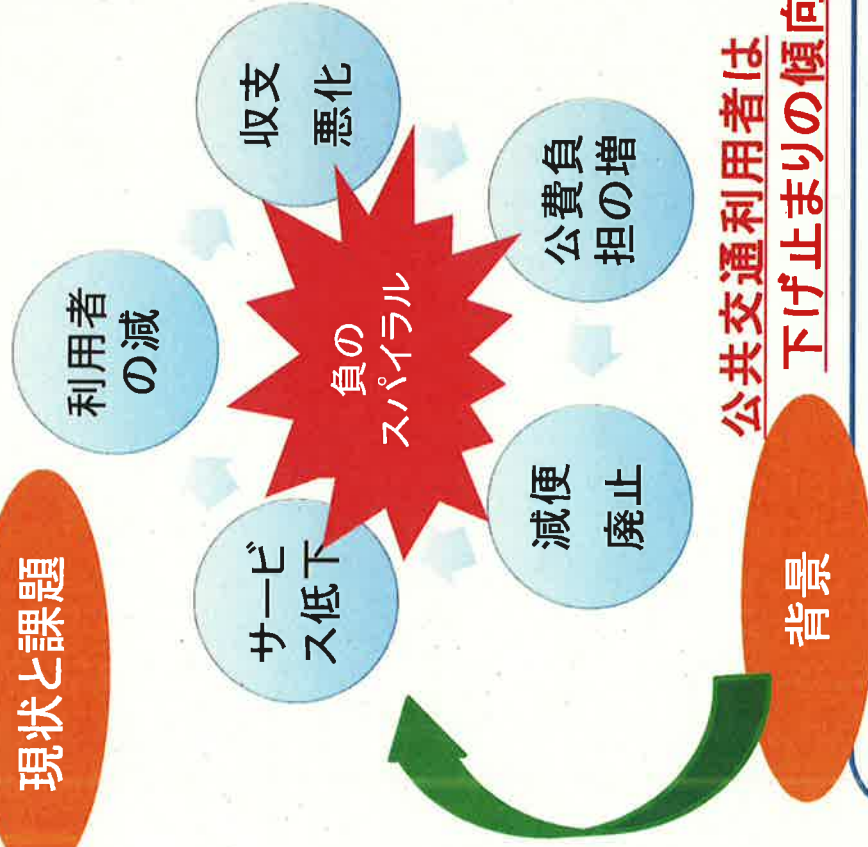 現状と課題
利用者
の減
収支
悪化
公費負
担の増
減便
廃止
サービ
ス低下
負の
スパイラル
背景
公共交通利用者は
下げ止まりの傾向